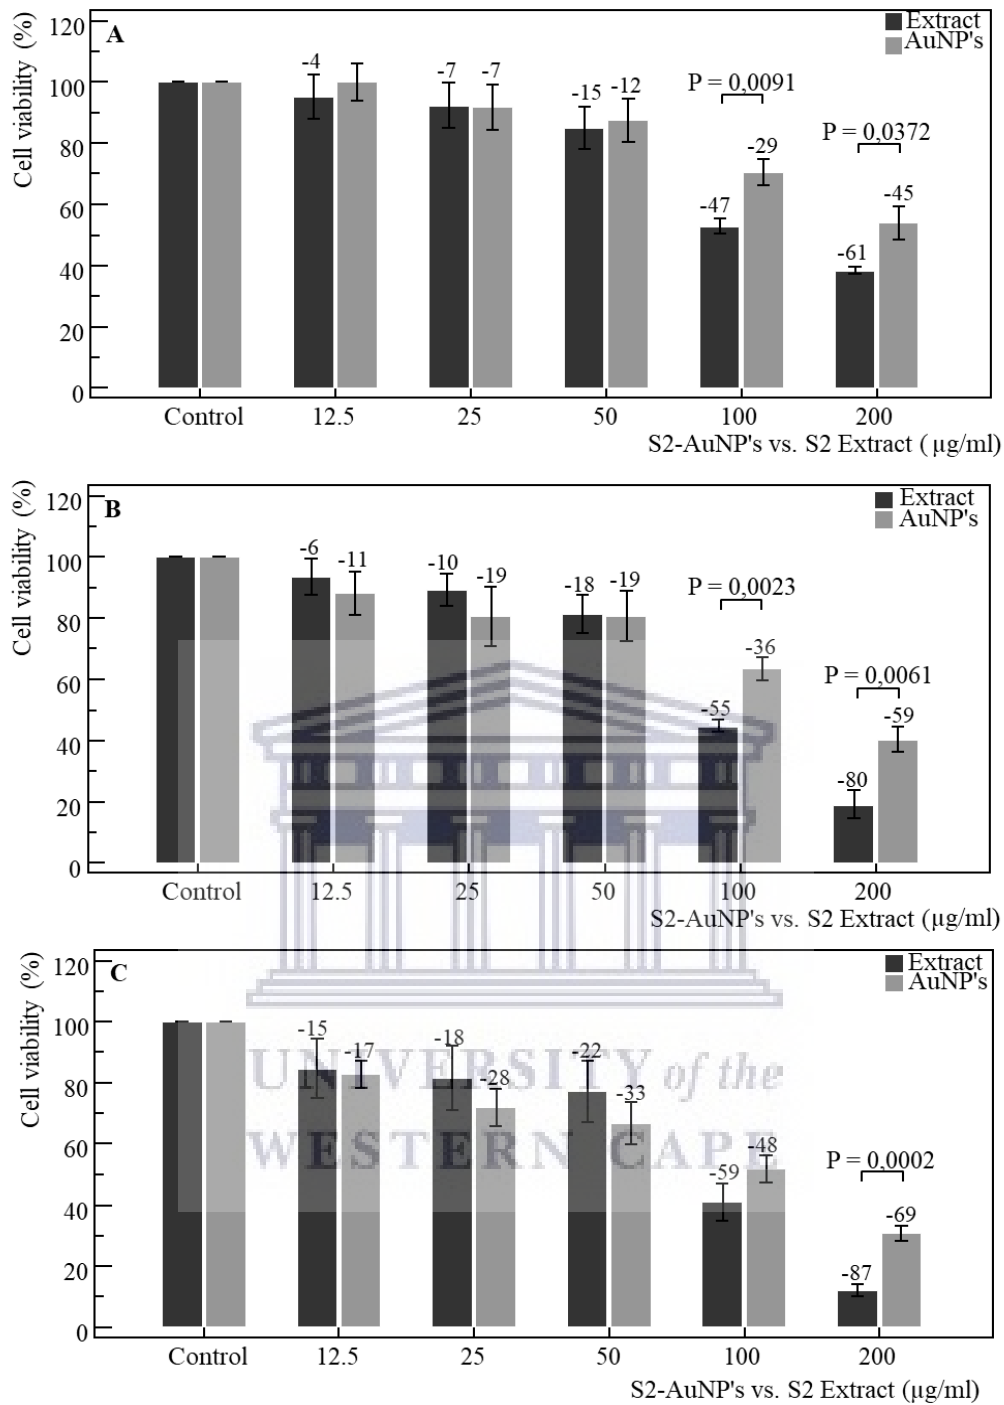 A
Extract
AuNP's
Cell viability (%)
120
100
80
60
40
20
0
-4
-7
-7
-15
-12
P = 0,0091
-47
-29
P = 0,0372
-61
-45
Control 12.5 25 50 100 200
S2-AuNP's vs. S2 Extract ( µg/ml)
B
Extract
AuNP's
Cell viability (%)
120
100
80
60
40
20
0
-6
-11
-10
-19
-18
-19
P = 0,0023
-55
-36
P = 0,0061
-80
-59
Control 12.5 25 50 100 200
S2-AuNP's vs. S2 Extract (µg/ml)
C
Extract
AuNP's
Cell viability (%)
120
100
80
60
40
20
0
-15
-17
-18
-28
-22
-33
-59
-48
P = 0,0002
-87
-69
UNIVERSITY of the
WESTERN CAPE
Control 12.5 25 50 100 200
S2-AuNP's vs. S2 Extract (µg/ml)